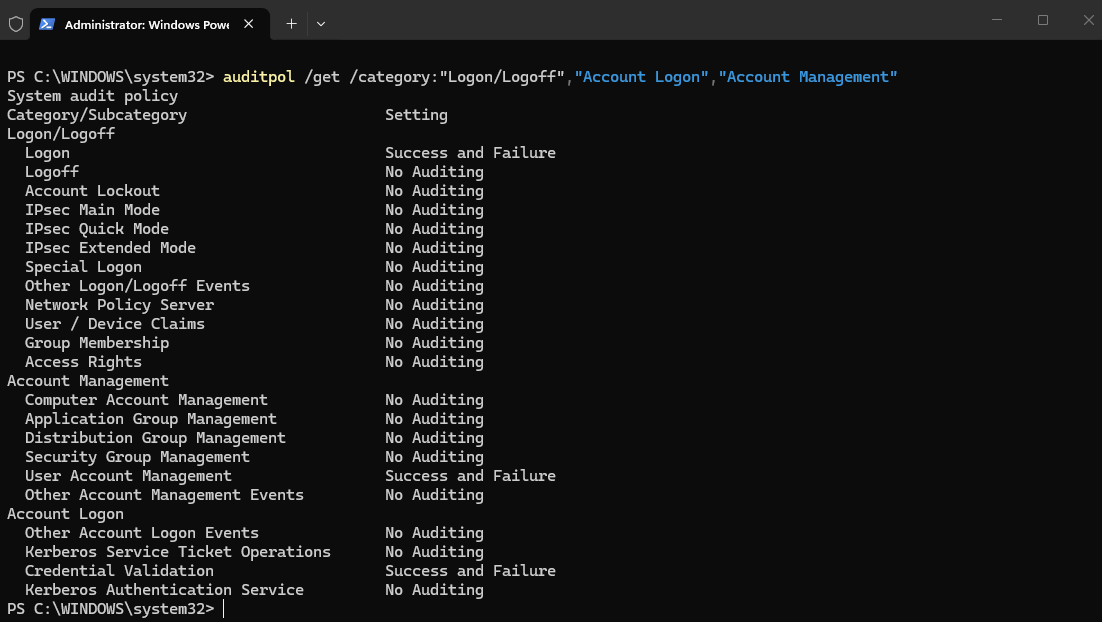 Administrator: Windows Powe
PS C:\WINDOWS\system32> auditpol /get /category:"Logon/Logoff","Account Logon","Account Management"
System audit policy
Category/Subcategory                      Setting
Logon/Logoff
  Logon                                   Success and Failure
  Logoff                                  No Auditing
  Account Lockout                         No Auditing
  IPsec Main Mode                         No Auditing
  IPsec Quick Mode                        No Auditing
  IPsec Extended Mode                     No Auditing
  Special Logon                           No Auditing
  Other Logon/Logoff Events               No Auditing
  Network Policy Server                   No Auditing
  User / Device Claims                    No Auditing
  Group Membership                        No Auditing
  Access Rights                           No Auditing
Account Management
  Computer Account Management             No Auditing
  Application Group Management            No Auditing
  Distribution Group Management           No Auditing
  Security Group Management               No Auditing
  User Account Management                 Success and Failure
  Other Account Management Events         No Auditing
Account Logon
  Other Account Logon Events              No Auditing
  Kerberos Service Ticket Operations      No Auditing
  Credential Validation                   Success and Failure
  Kerberos Authentication Service         No Auditing
PS C:\WINDOWS\system32>